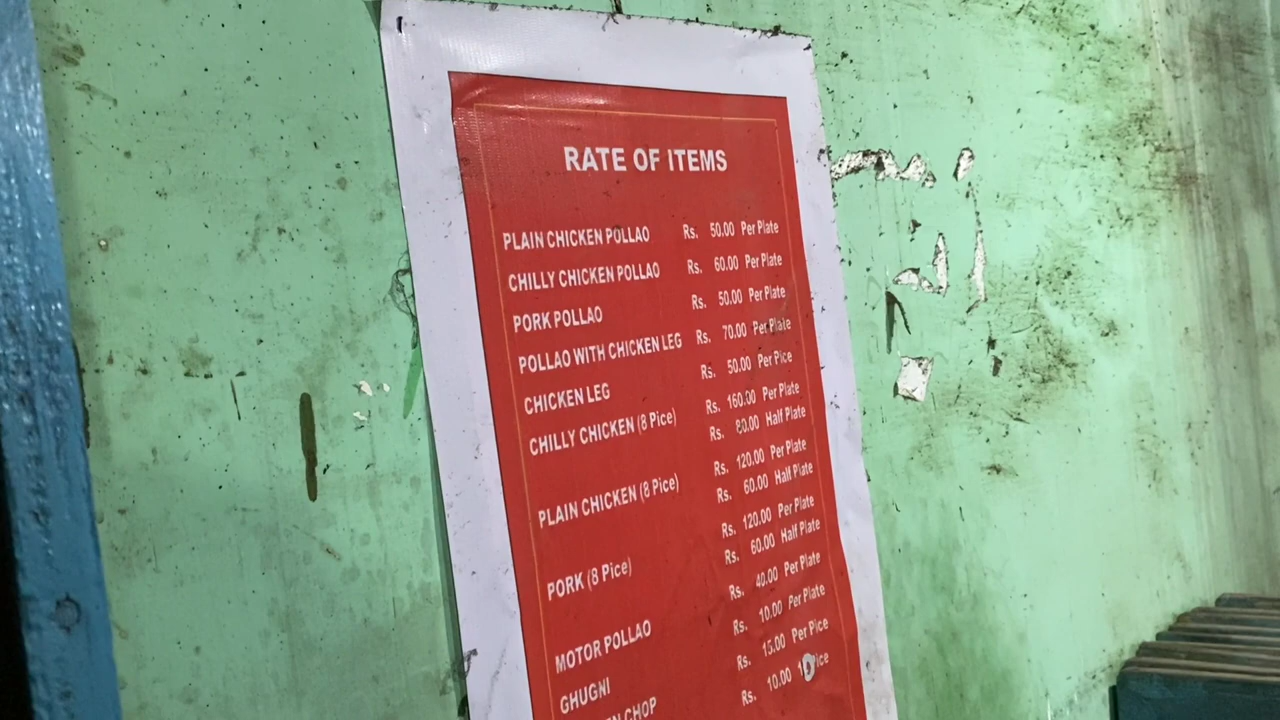 RATE OF ITEMS
PLAIN CHICKEN POLLAO Rs. 50.00 Per Plate
CHILLY CHICKEN POLLAO Rs. 60.00 Per Plate
PORK POLLAO Rs. 50.00 Per Plate
POLLAO WITH CHICKEN LEG Rs. 70.00 Per Plate
CHICKEN LEG Rs. 50.00 Per Pice
CHILLY CHICKEN (8 Pice) Rs. 160.00 Per Plate
Rs. 80.00 Half Plate
PLAIN CHICKEN (8 Pice) Rs. 120.00 Per Plate
Rs. 60.00 Half Plate
PORK (8 Pice) Rs. 120.00 Per Plate
Rs. 60.00 Half Plate
MOTOR POLLAO Rs. 40.00 Per Plate
GHUGNI Rs. 10.00 Per Plate
CHOP Rs. 15.00 Per Pice
Rs. 10.00